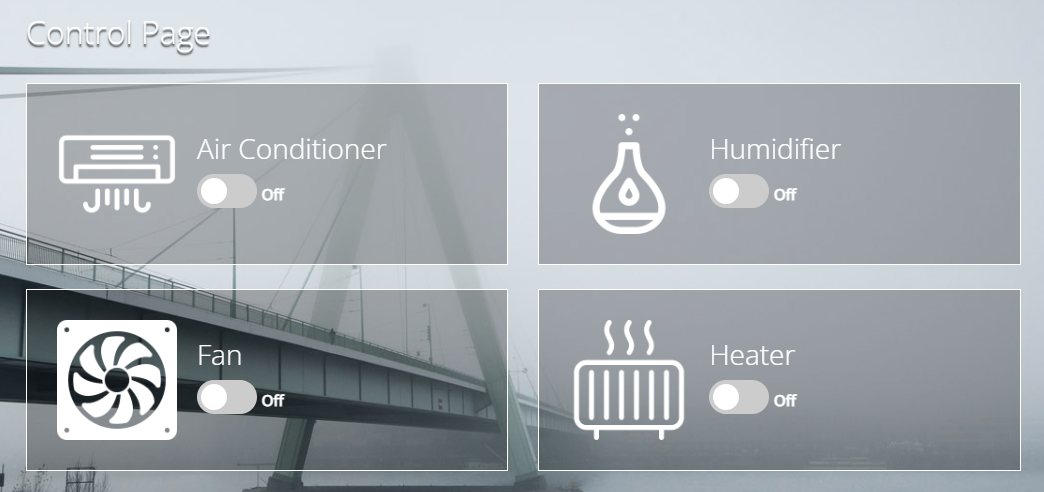 Control Page
Air Conditioner
Off
Humidifier
Off
Fan
Off
Heater
Off